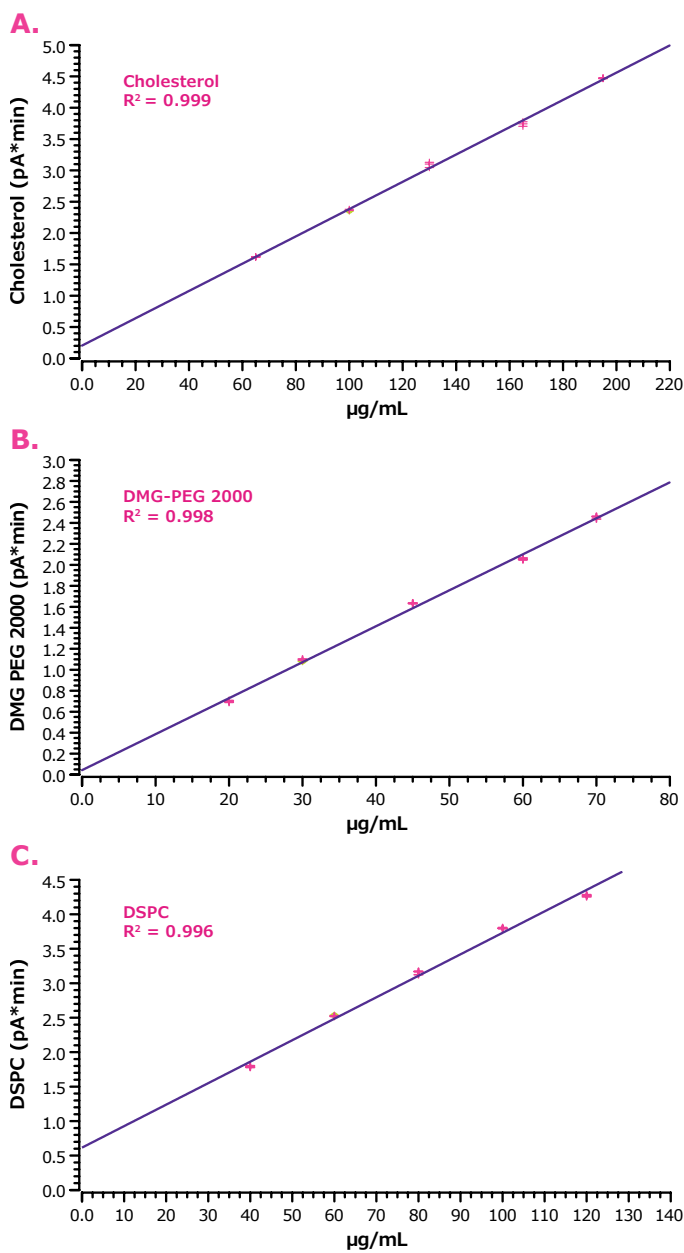 A.
Cholesterol (pA*min)
5.0
4.5
4.0
3.5
3.0
2.5
2.0
1.5
1.0
0.5
0.0
Cholesterol
R² = 0.999
0.0 20 40 60 80 100 120 140 160 180 200 220
µg/mL
B.
DMG PEG 2000 (pA*min)
3.0
2.8
2.6
2.4
2.2
2.0
1.8
1.6
1.4
1.2
1.0
0.8
0.6
0.4
0.2
0.0
DMG-PEG 2000
R² = 0.998
0.0 10 20 30 40 50 60 70 80
µg/mL
C.
DSPC (pA*min)
4.5
4.0
3.5
3.0
2.5
2.0
1.5
1.0
0.5
0.0
DSPC
R² = 0.996
0.0 10 20 30 40 50 60 70 80 90 100 110 120 130 140
µg/mL